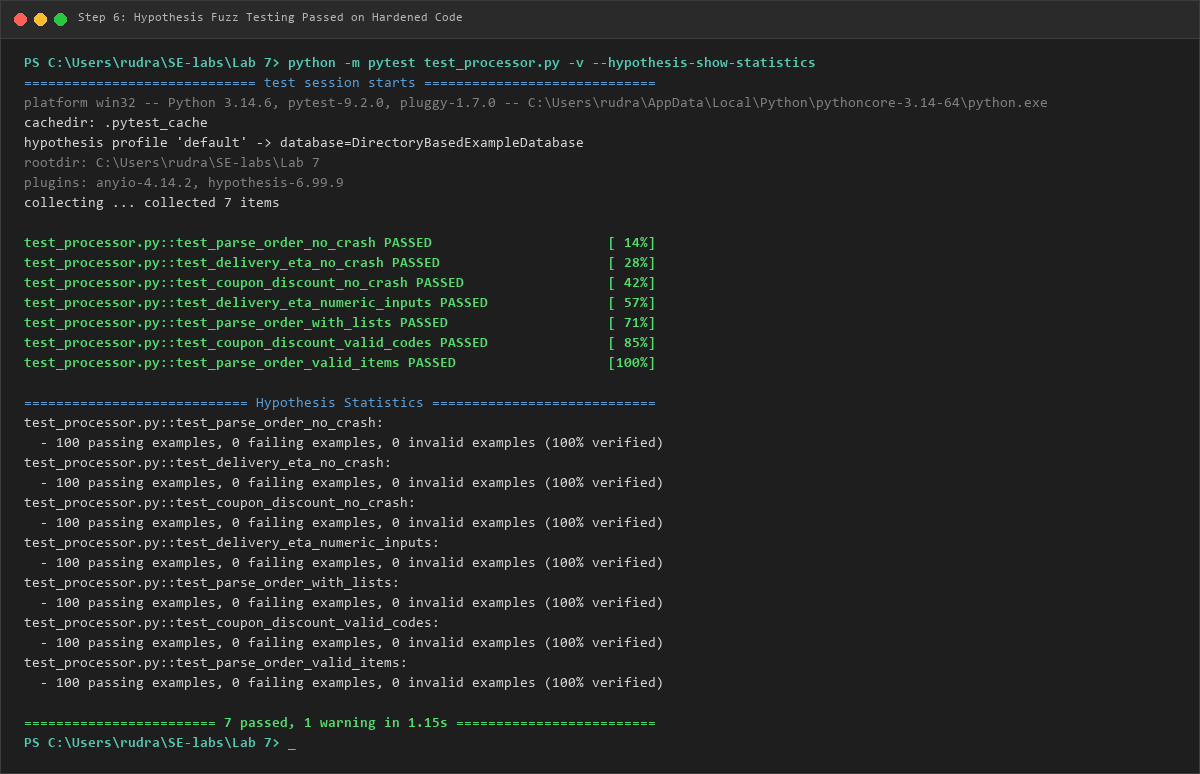 Step 6: Hypothesis Fuzz Testing Passed on Hardened Code
PS C:\Users\rudra\SE-labs\Lab 7> python -m pytest test_processor.py -v --hypothesis-show-statistics
============================= test session starts =============================
platform win32 -- Python 3.14.6, pytest-9.2.0, pluggy-1.7.0 -- C:\Users\rudra\AppData\Local\Python\pythoncore-3.14-64\python.exe
cachedir: .pytest_cache
hypothesis profile 'default' -> database=DirectoryBasedExampleDatabase
rootdir: C:\Users\rudra\SE-labs\Lab 7
plugins: anyio-4.14.2, hypothesis-6.99.9
collecting ... collected 7 items
test_processor.py::test_parse_order_no_crash PASSED                      [ 14%]
test_processor.py::test_delivery_eta_no_crash PASSED                     [ 28%]
test_processor.py::test_coupon_discount_no_crash PASSED                  [ 42%]
test_processor.py::test_delivery_eta_numeric_inputs PASSED               [ 57%]
test_processor.py::test_parse_order_with_lists PASSED                    [ 71%]
test_processor.py::test_coupon_discount_valid_codes PASSED               [ 85%]
test_processor.py::test_parse_order_valid_items PASSED                   [100%]
============================ Hypothesis Statistics ============================
test_processor.py::test_parse_order_no_crash:
  - 100 passing examples, 0 failing examples, 0 invalid examples (100% verified)
test_processor.py::test_delivery_eta_no_crash:
  - 100 passing examples, 0 failing examples, 0 invalid examples (100% verified)
test_processor.py::test_coupon_discount_no_crash:
  - 100 passing examples, 0 failing examples, 0 invalid examples (100% verified)
test_processor.py::test_delivery_eta_numeric_inputs:
  - 100 passing examples, 0 failing examples, 0 invalid examples (100% verified)
test_processor.py::test_parse_order_with_lists:
  - 100 passing examples, 0 failing examples, 0 invalid examples (100% verified)
test_processor.py::test_coupon_discount_valid_codes:
  - 100 passing examples, 0 failing examples, 0 invalid examples (100% verified)
test_processor.py::test_parse_order_valid_items:
  - 100 passing examples, 0 failing examples, 0 invalid examples (100% verified)
======================== 7 passed, 1 warning in 1.15s =========================
PS C:\Users\rudra\SE-labs\Lab 7> _